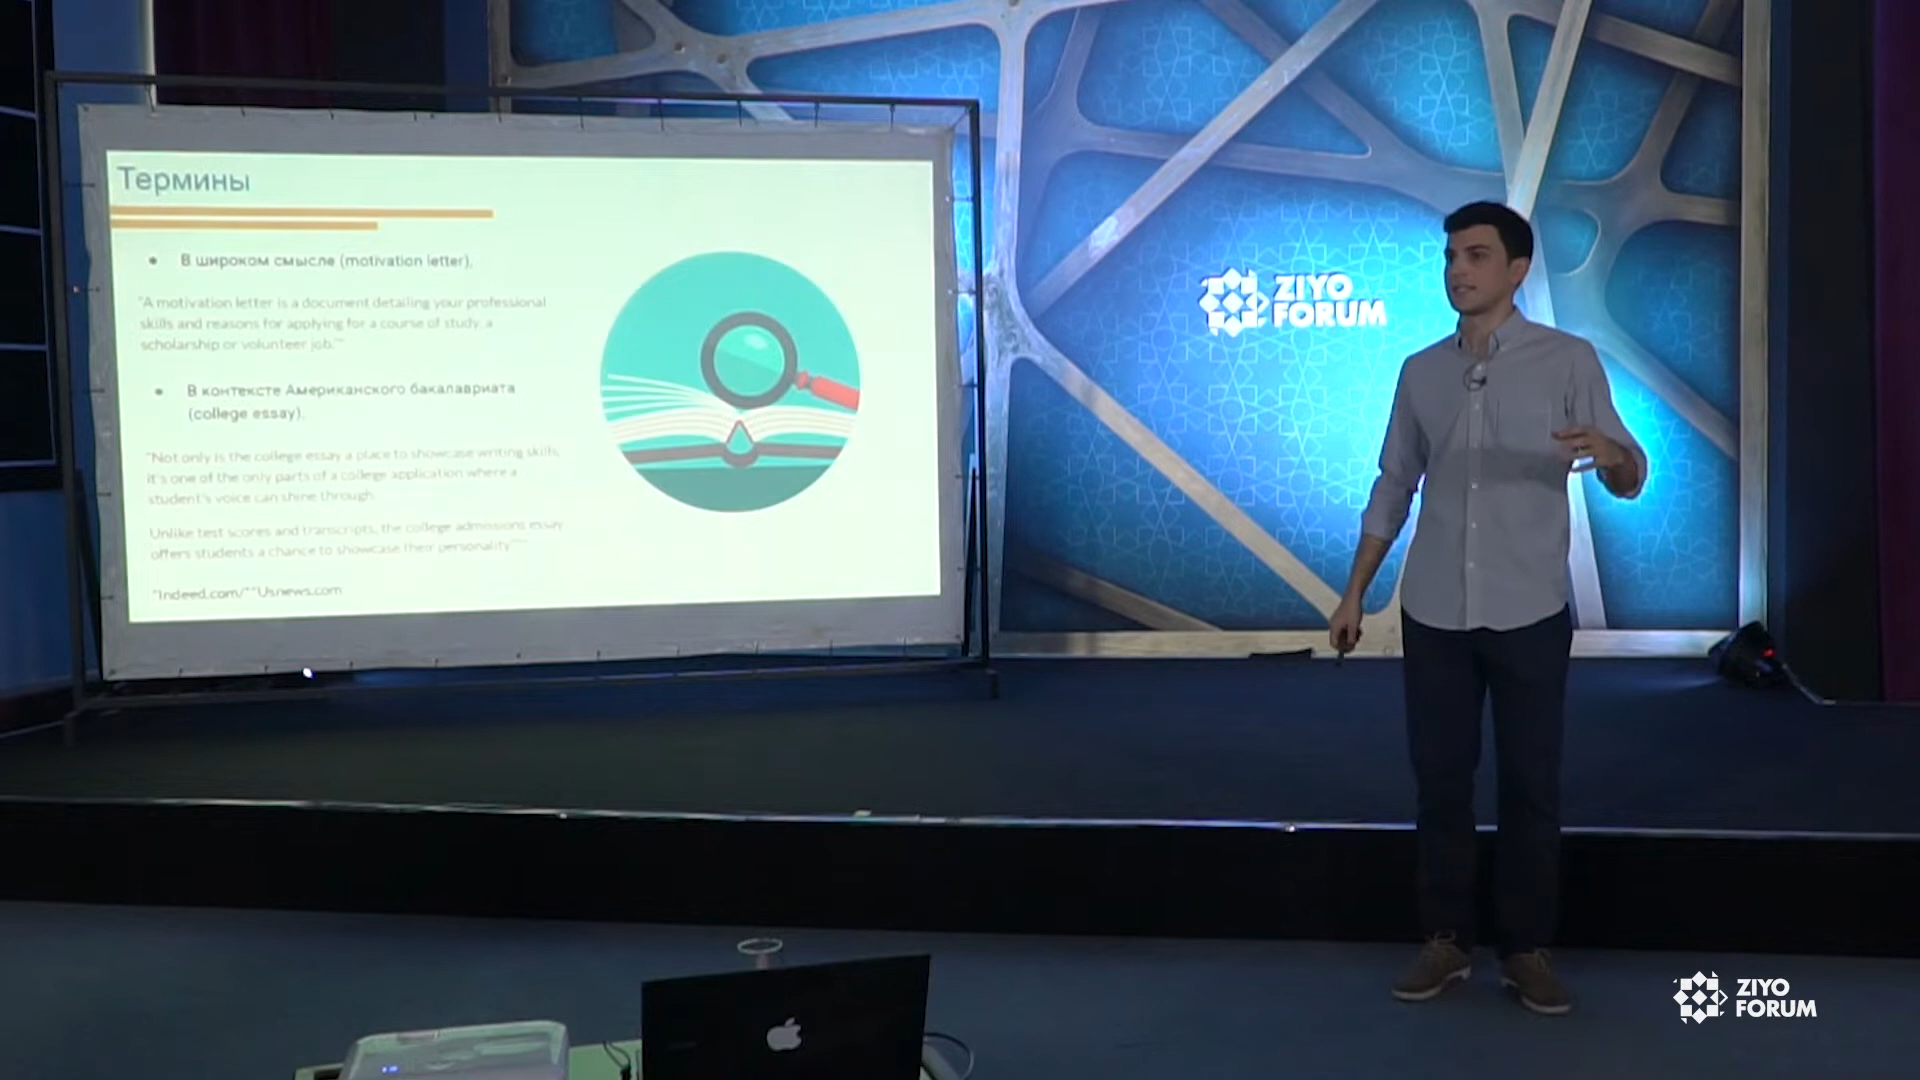 Термины
• В широком смысле (motivation letter),
"A motivation letter is a document detailing your professional
skills and reasons for applying for a course of study, a
scholarship or volunteer job."*
• В контексте Американского бакалавриата
(college essay),
"Not only is the college essay a place to showcase writing skills,
it's one of the only parts of a college application where a
student's voice can shine through.
Unlike test scores and transcripts, the college admissions essay
offers students a chance to showcase their personality"**
*Indeed.com/**Usnews.com
ZIYO
FORUM
ZIYO
FORUM